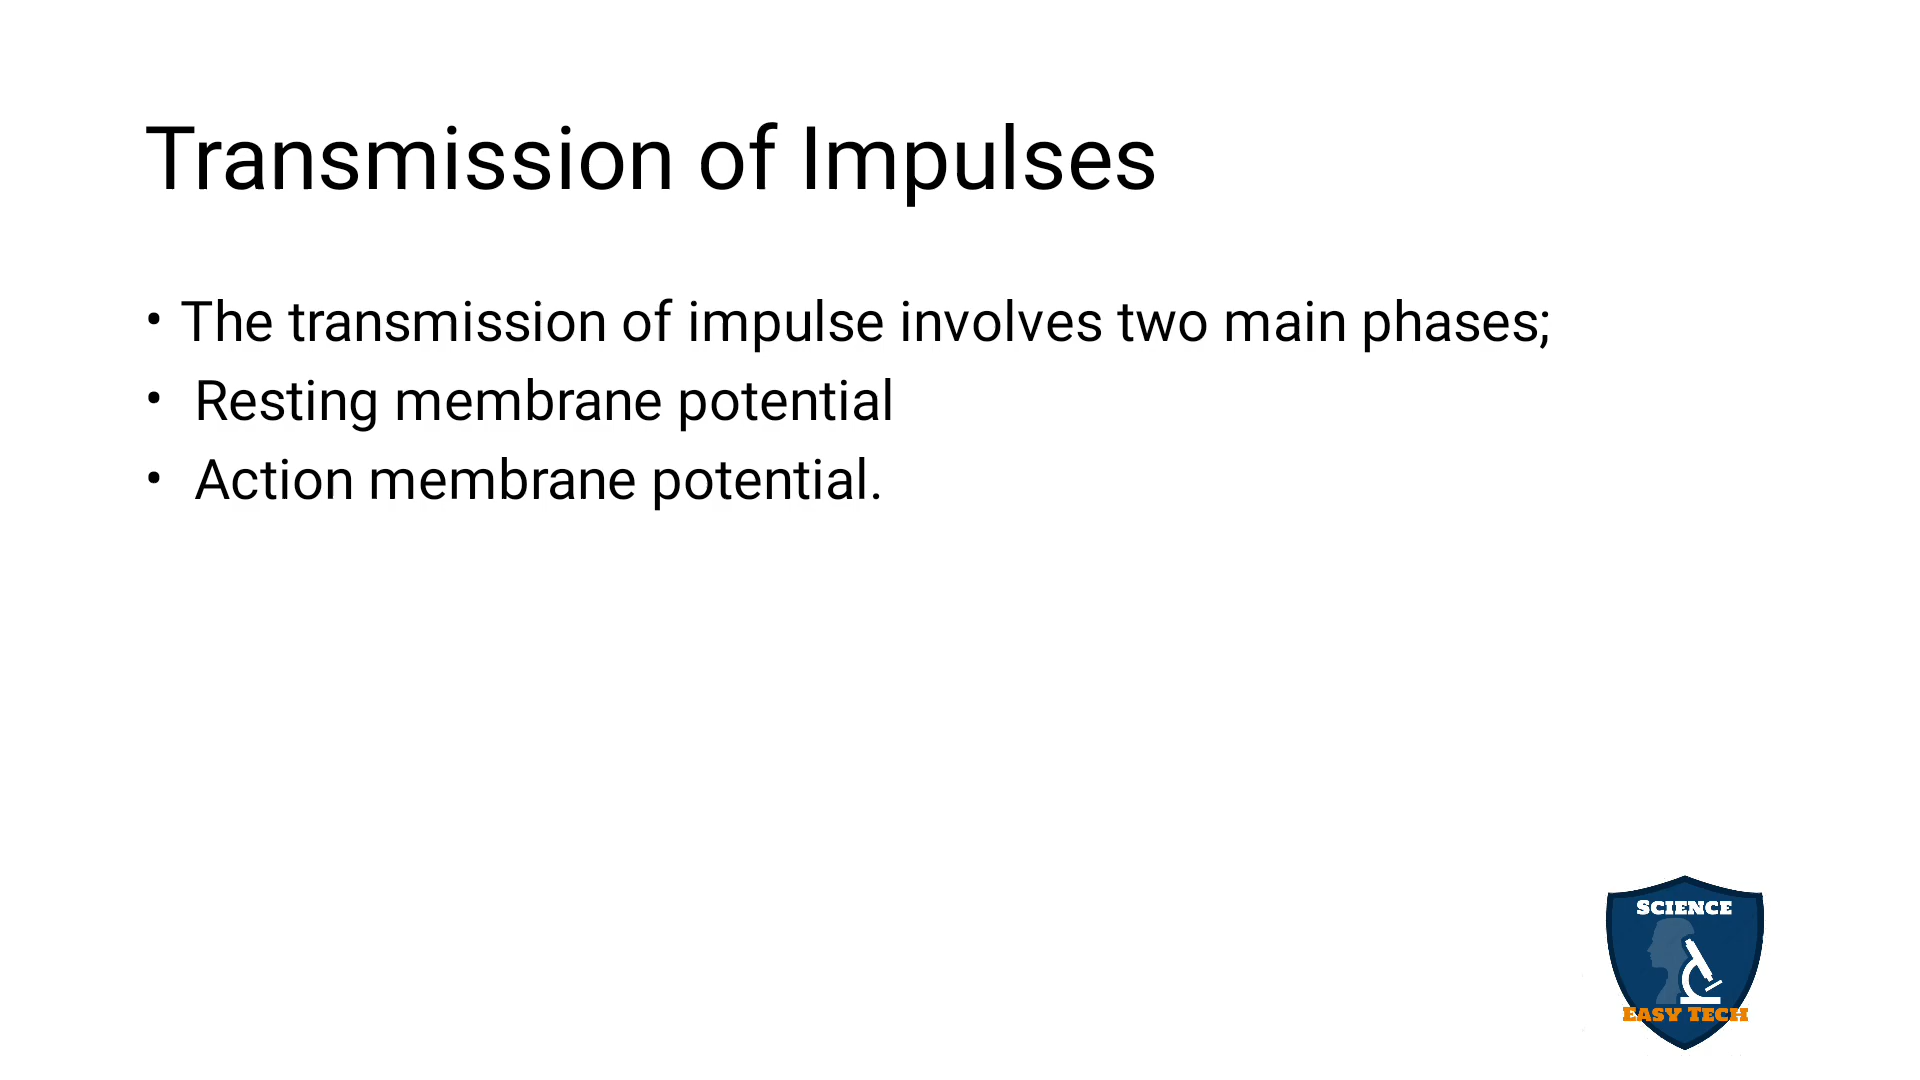 Transmission of Impulses
• The transmission of impulse involves two main phases;
• Resting membrane potential
• Action membrane potential.
SCIENCE
EASY TECH